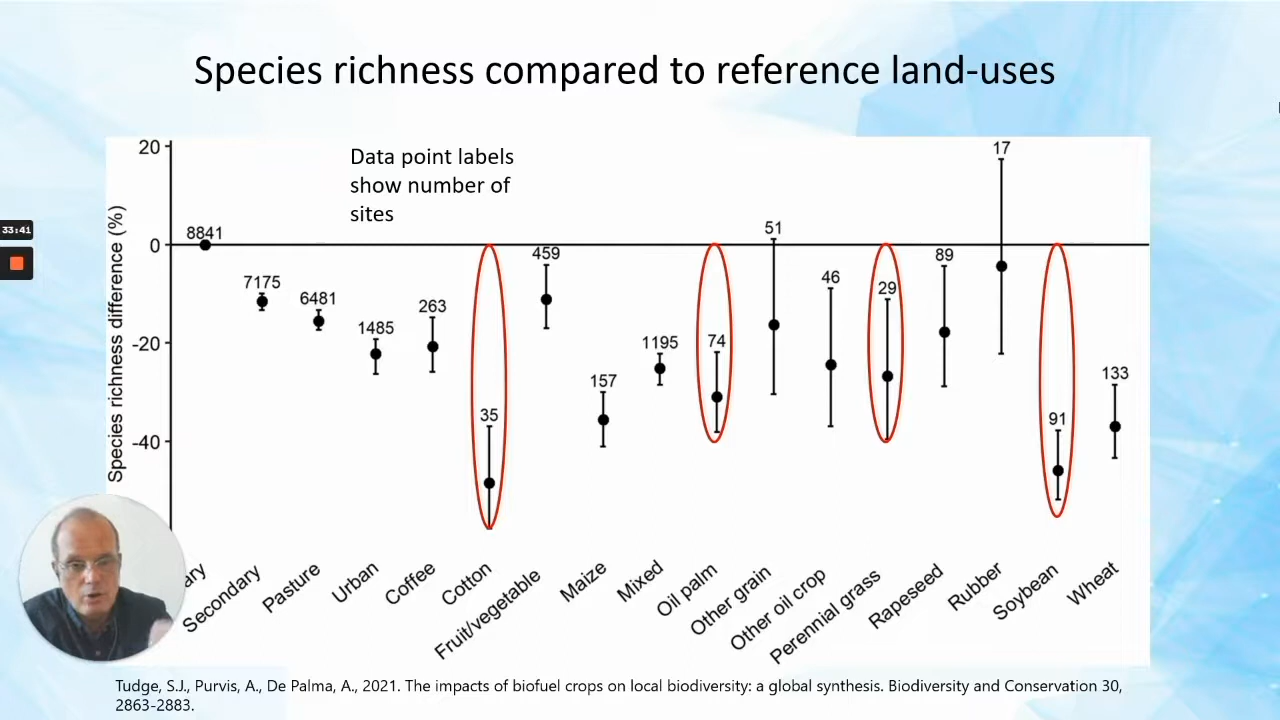 Species richness compared to reference land-uses
Data point labels
show number of
sites
Species richness difference (%)
20
0
-20
-40
8841
7175
6481
1485
263
35
459
157
1195
74
51
46
29
89
17
91
133
ary
Secondary
Pasture
Urban
Coffee
Cotton
Fruit/vegetable
Maize
Mixed
Oil palm
Other grain
Other oil crop
Perennial grass
Rapeseed
Rubber
Soybean
Wheat
33:41
Tudge, S.J., Purvis, A., De Palma, A., 2021. The impacts of biofuel crops on local biodiversity: a global synthesis. Biodiversity and Conservation 30,
2863-2883.